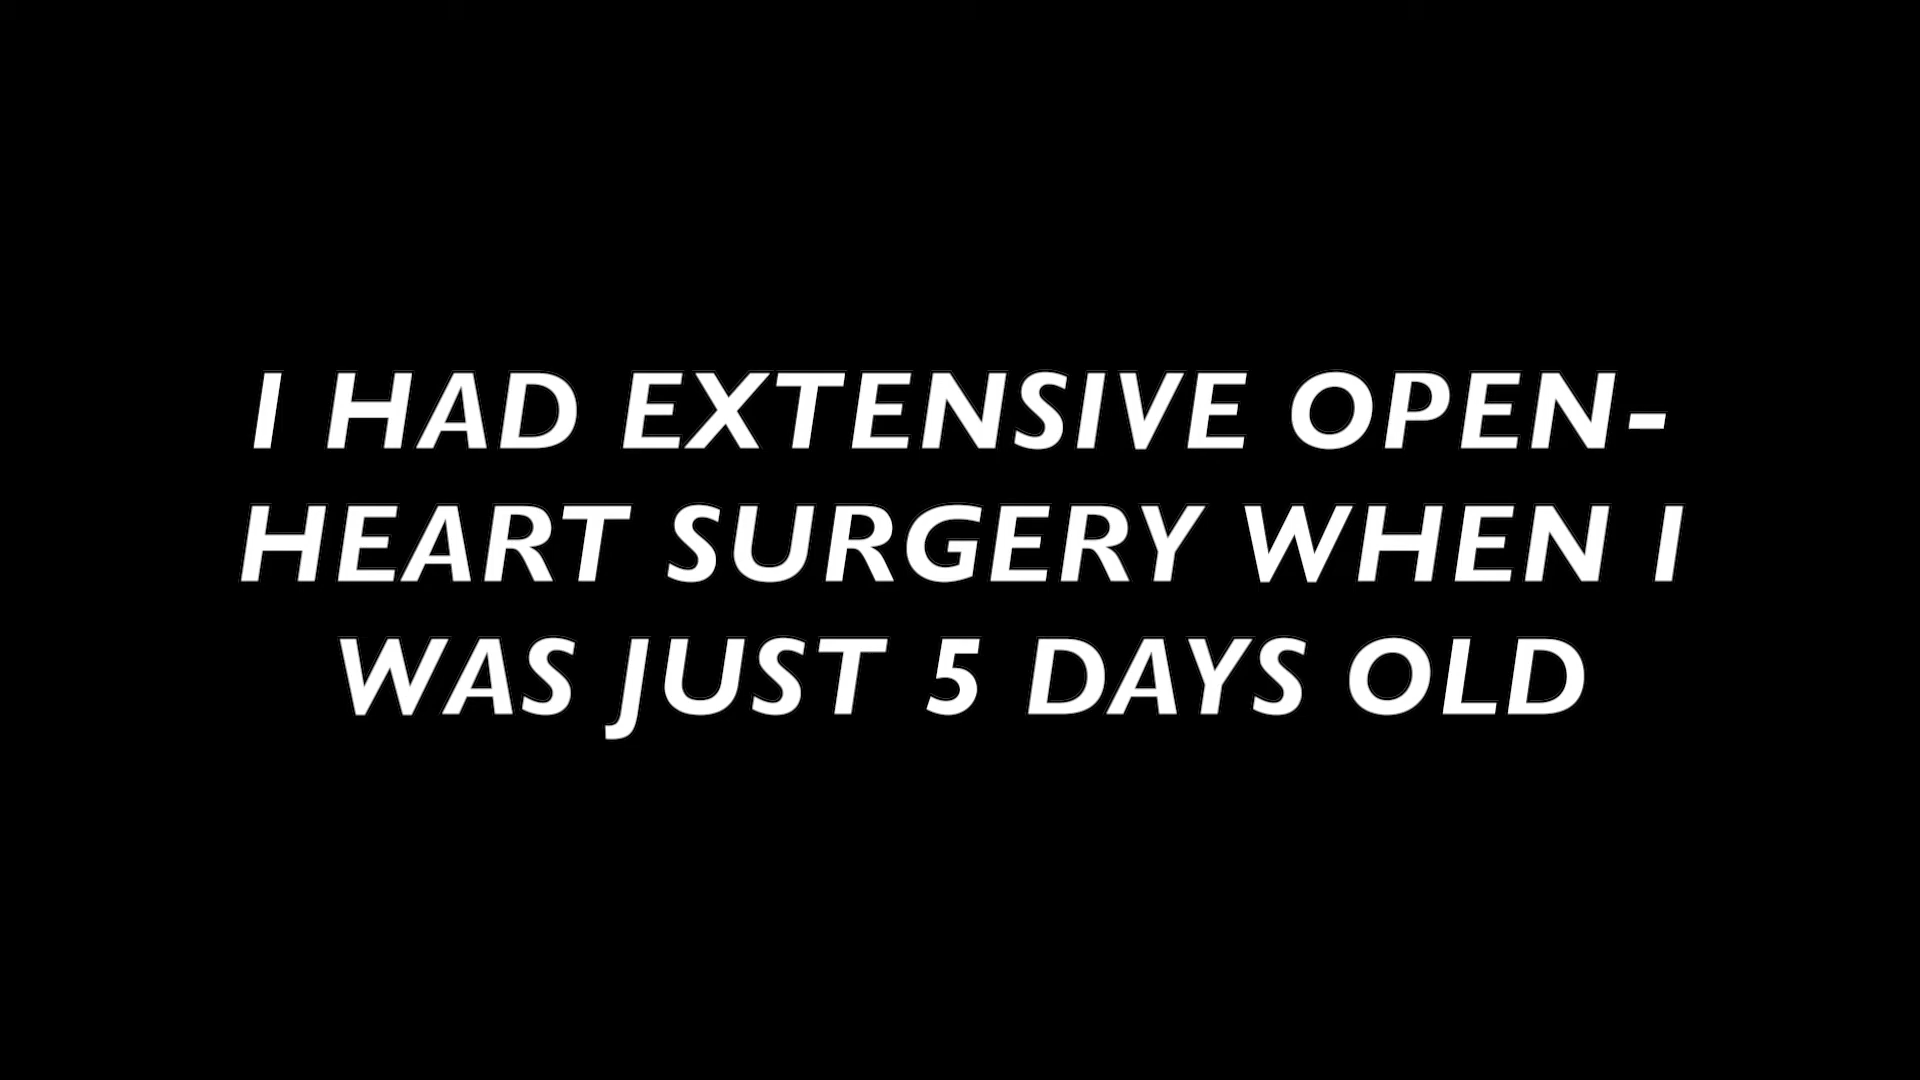 I HAD EXTENSIVE OPEN-
HEART SURGERY WHEN I
WAS JUST 5 DAYS OLD